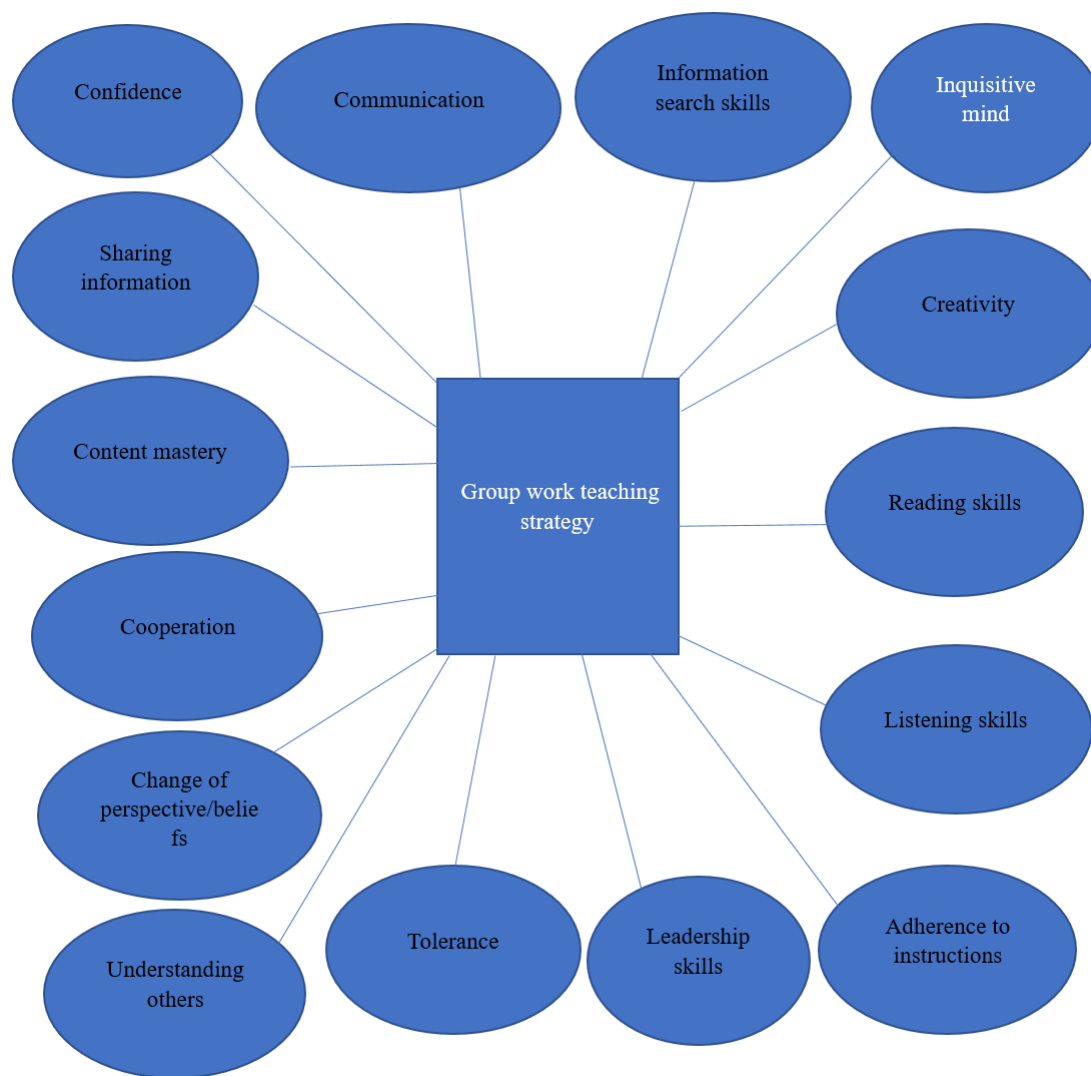 Confidence
Communication
Information
search skills
Inquisitive
mind
Sharing
information
Creativity
Content mastery
Group work teaching
strategy
Reading skills
Cooperation
Listening skills
Change of
perspective/belie
fs
Understanding
others
Tolerance
Leadership
skills
Adherence to
instructions